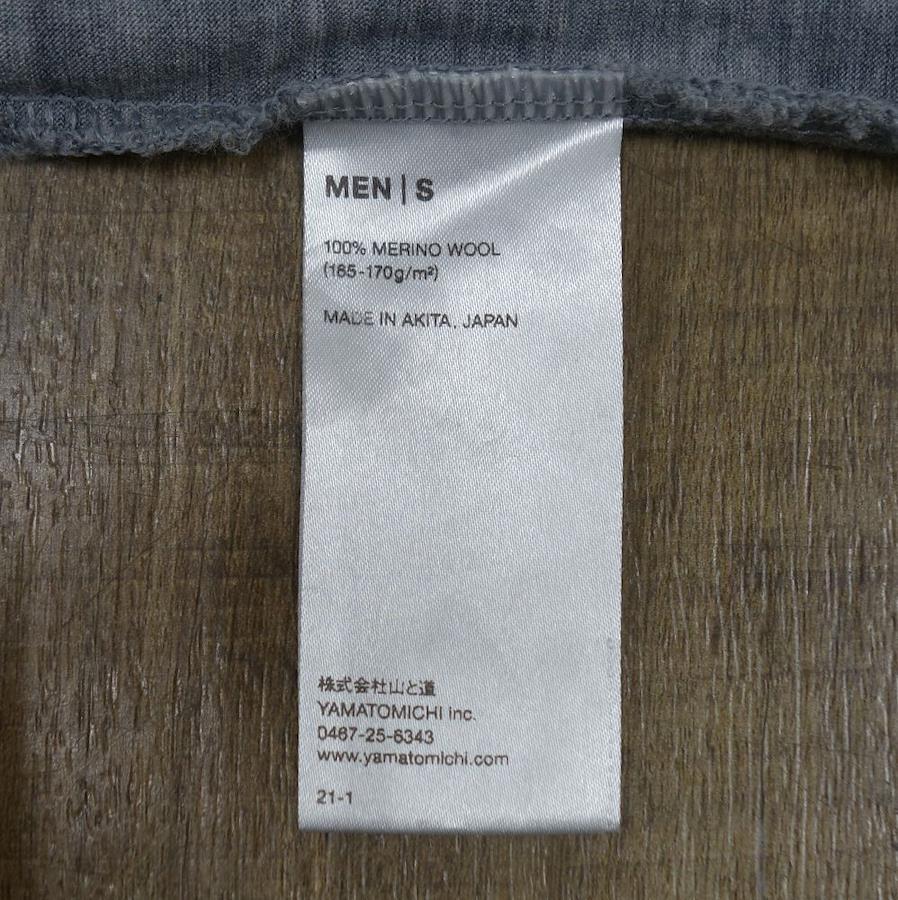 MEN | S
100% MERINO WOOL
(165-170g/m²)
MADE IN AKITA, JAPAN
株式会社山と道
YAMATOMICHI Inc.
0467-25-6343
www.yamatomichi.com
21-1